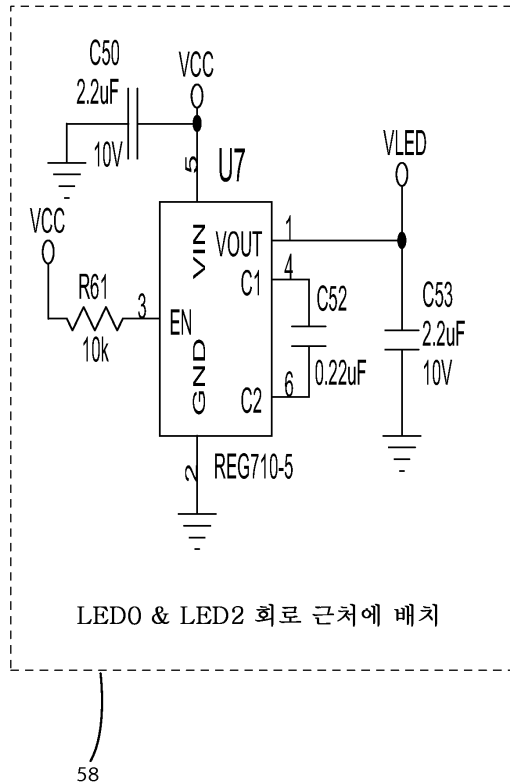 C50
2.2uF
10V
VCC
5
U7
VLED
VCC
R61
10k
3
EN
VIN
GND
VOUT
1
C1
4
C52
0.22uF
C2
6
C53
2.2uF
10V
2
REG710-5
LED0 & LED2 회로 근처에 배치
58